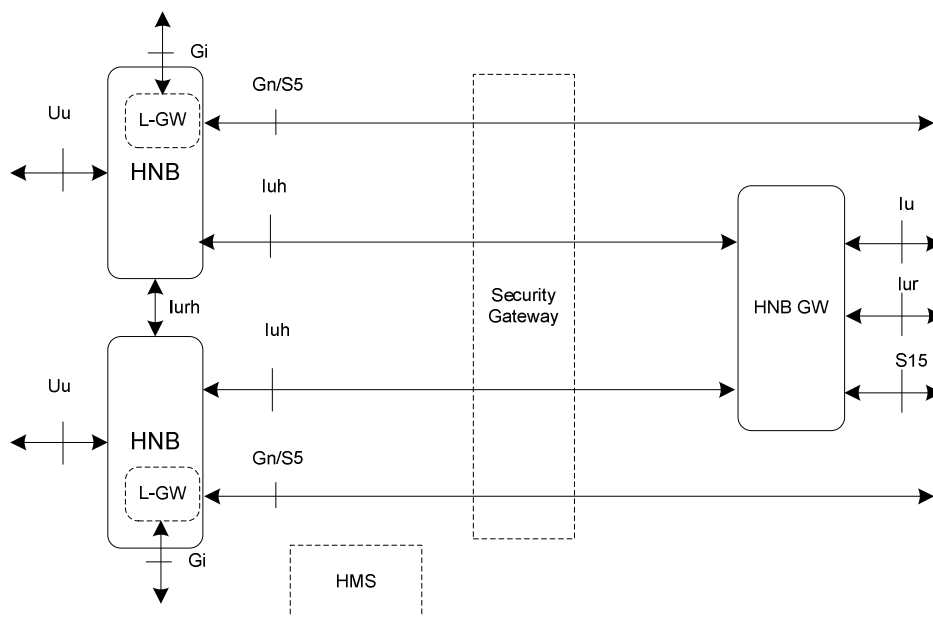 Gi
Gn/S5
Uu
L-GW
HNB
Iuh
Iu
Iur
S15
HNB GW
Security
Gateway
Iurh
Iuh
Uu
HNB
Gn/S5
L-GW
Gi
HMS